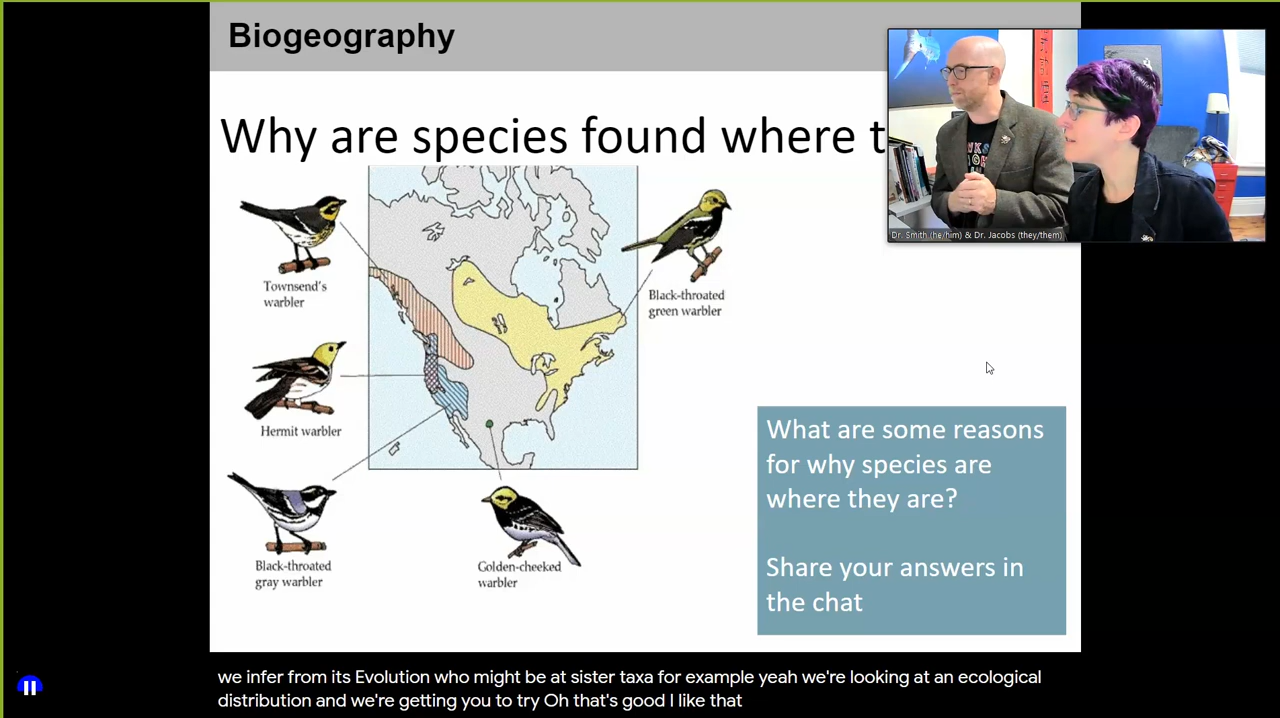 Biogeography
Why are species found where t
Dr. Smith (he/him) & Dr. Jacobs (they/them)
Townsend's
warbler
Black-throated
green warbler
Hermit warbler
What are some reasons
for why species are
where they are?
Share your answers in
the chat
Black-throated
gray warbler
Golden-cheeked
warbler
we infer from its Evolution who might be at sister taxa for example yeah we're looking at an ecological
distribution and we're getting you to try Oh that's good I like that